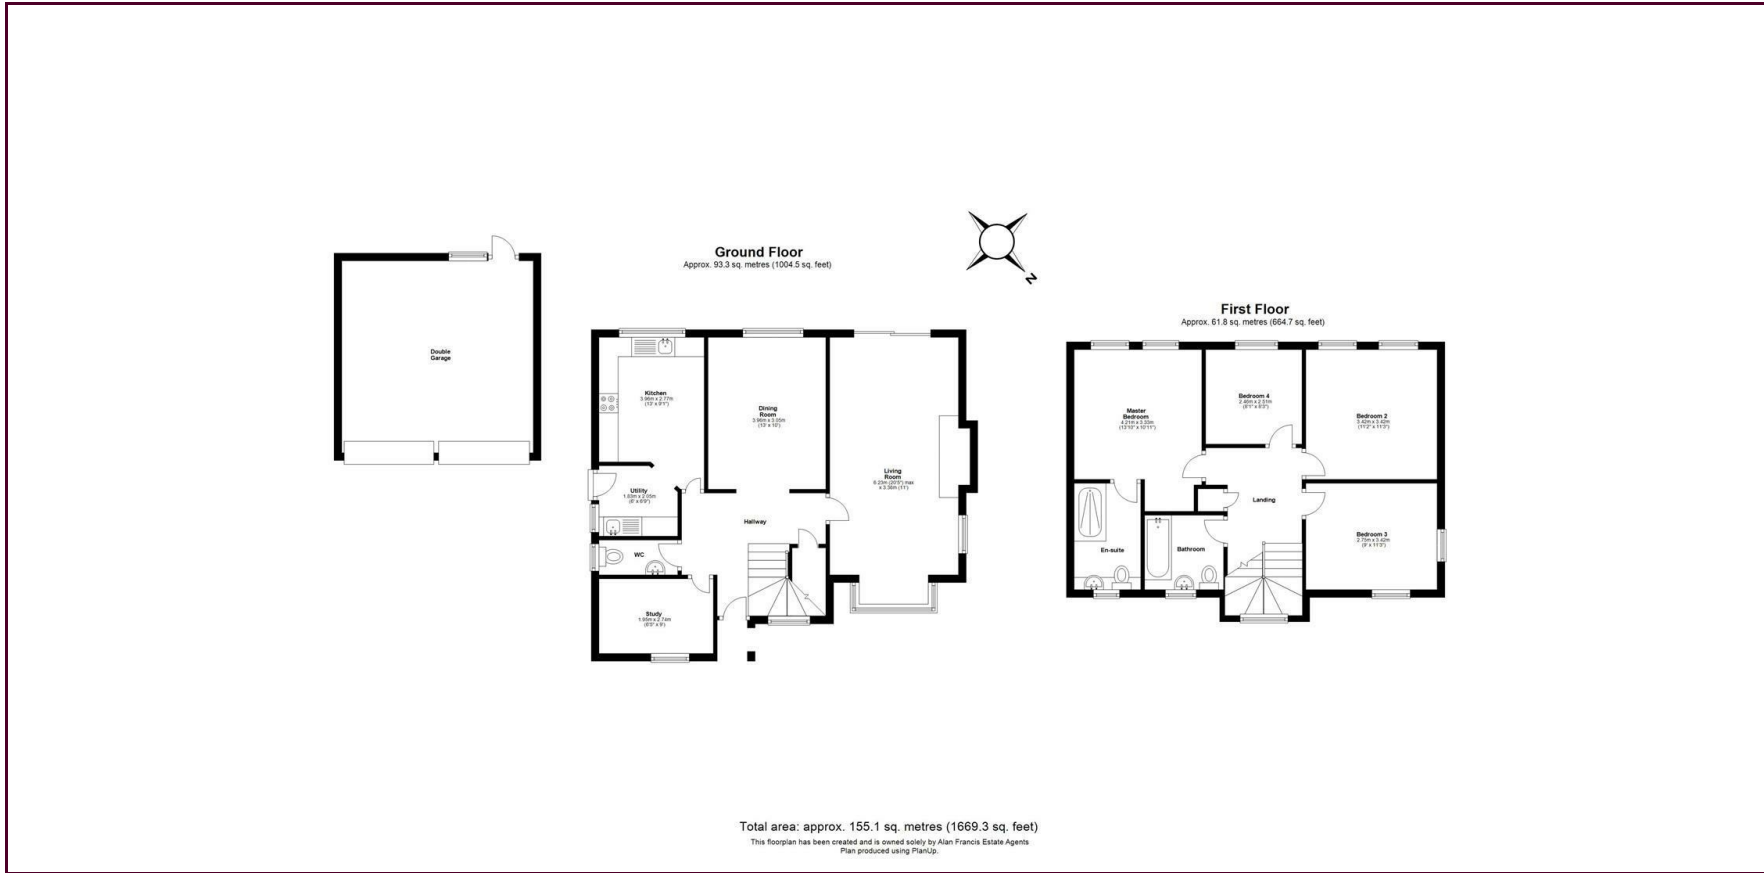 Ground Floor
Approx. 93.3 sq. metres (1004.5 sq. feet)
N
First Floor
Approx. 61.8 sq. metres (664.7 sq. feet)
Double
Garage
Kitchen
3.96m x 2.77m
(13' x 9'1")
Dining
Room
3.96m x 3.05m
(13' x 10')
Living
Room
6.23m (20'5") max
x 3.36m (11')
Utility
1.83m x 2.05m
(6' x 6'9")
Hallway
WC
Study
1.95m x 2.74m
(6'5" x 9')
Master
Bedroom
4.21m x 3.33m
(13'10" x 10'11")
Bedroom 4
2.46m x 2.51m
(8'1" x 8'3")
Bedroom 2
3.42m x 3.42m
(11'2" x 11'3")
Landing
En-suite
Bathroom
Bedroom 3
2.75m x 3.42m
(9' x 11'3")
Total area: approx. 155.1 sq. metres (1669.3 sq. feet)
This floorplan has been created and is owned solely by Alan Francis Estate Agents
Plan produced using PlanUp.